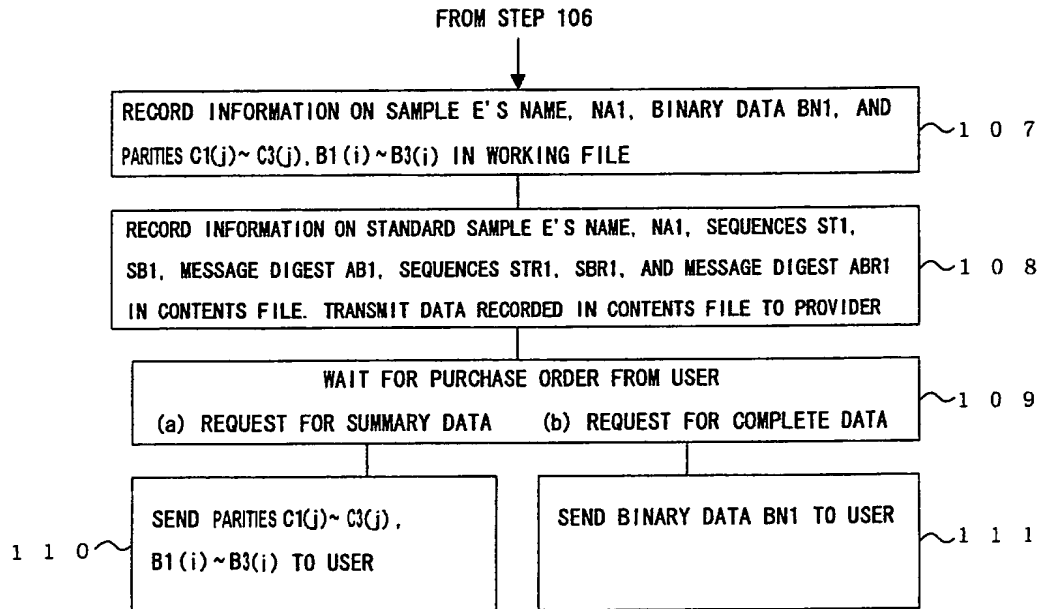 FROM STEP 106
RECORD INFORMATION ON SAMPLE E'S NAME, NA1, BINARY DATA BN1, AND
PARITIES C1(j)~ C3(j), B1(i)~B3(i) IN WORKING FILE
107
RECORD INFORMATION ON STANDARD SAMPLE E'S NAME, NA1, SEQUENCES ST1,
SB1, MESSAGE DIGEST AB1, SEQUENCES STR1, SBR1, AND MESSAGE DIGEST ABR1
IN CONTENTS FILE. TRANSMIT DATA RECORDED IN CONTENTS FILE TO PROVIDER
108
WAIT FOR PURCHASE ORDER FROM USER
(a) REQUEST FOR SUMMARY DATA (b) REQUEST FOR COMPLETE DATA
109
SEND PARITIES C1(j)~ C3(j),
B1(i)~B3(i) TO USER
110
SEND BINARY DATA BN1 TO USER
111